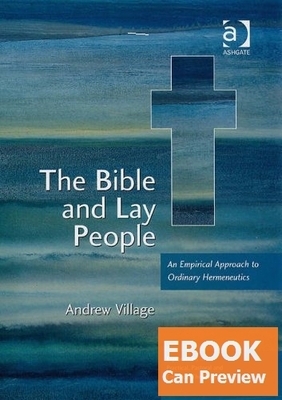 ASHGATE
The Bible
and Lay
People
An Empirical Approach to
Ordinary Hermeneutics
Andrew Village
EBOOK
Can Preview